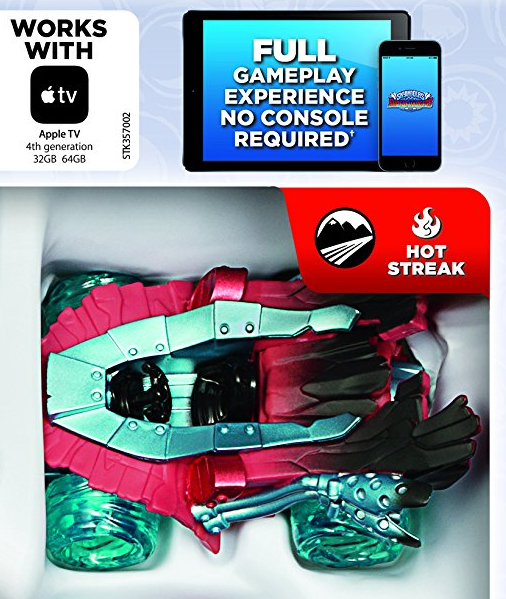 WORKS
WITH
tv
Apple TV
4th generation
32GB 64GB
STK357002
FULL
GAMEPLAY
EXPERIENCE
NO CONSOLE
REQUIRED†
HOT
STREAK